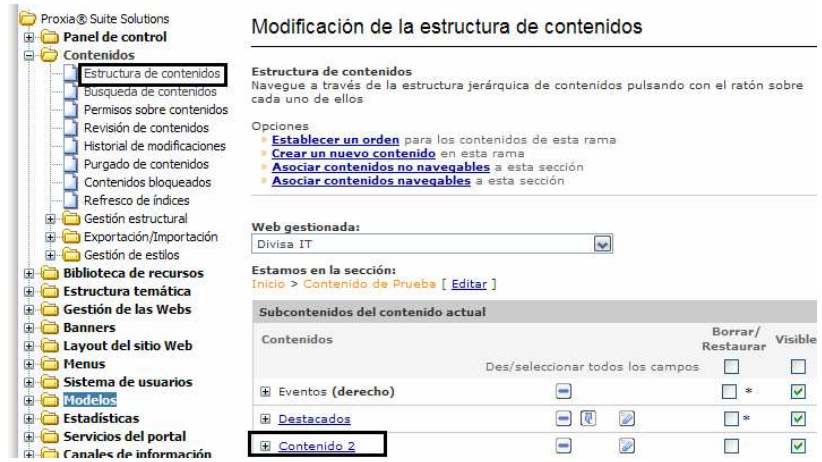 Proxia® Suite Solutions
Panel de control
Contenidos
Estructura de contenidos
Búsqueda de contenidos
Permisos sobre contenidos
Revisión de contenidos
Historial de modificaciones
Purgado de contenidos
Contenidos bloqueados
Refresco de índices
Gestión estructural
Exportación/Importación
Gestión de estilos
Biblioteca de recursos
Estructura temática
Gestión de las Webs
Banners
Layout del sitio Web
Menus
Sistema de usuarios
Modelos
Estadísticas
Servicios del portal
Canales de información
Modificación de la estructura de contenidos
Estructura de contenidos
Navegue a través de la estructura jerárquica de contenidos pulsando con el ratón sobre
cada uno de ellos
Opciones
» Establecer un orden para los contenidos de esta rama
» Crear un nuevo contenido en esta rama
» Asociar contenidos no navegables a esta sección
» Asociar contenidos navegables a esta sección
Web gestionada:
Divisa IT
Estamos en la sección:
Inicio > Contenido de Prueba [ Editar ]
Subcontenidos del contenido actual
Contenidos Borrar/ Visible
Restaurar
Des/seleccionar todos los campos
Eventos (derecho) *
Destacados *
Contenido 2